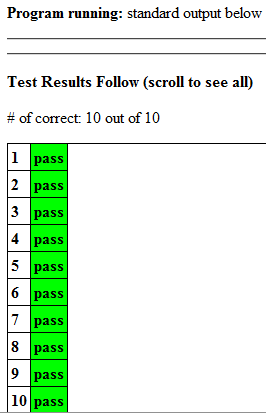 Program running: standard output below
Test Results Follow (scroll to see all)
# of correct: 10 out of 10
1 pass
2 pass
3 pass
4 pass
5 pass
6 pass
7 pass
8 pass
9 pass
10 pass